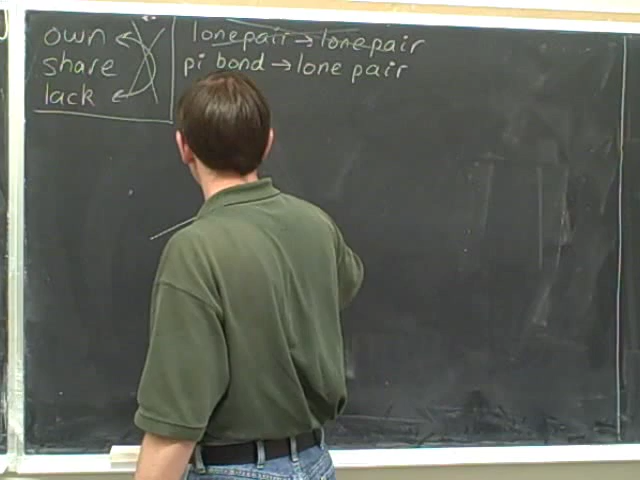 own
share
lack
lone pair → lone pair
pi bond → lone pair